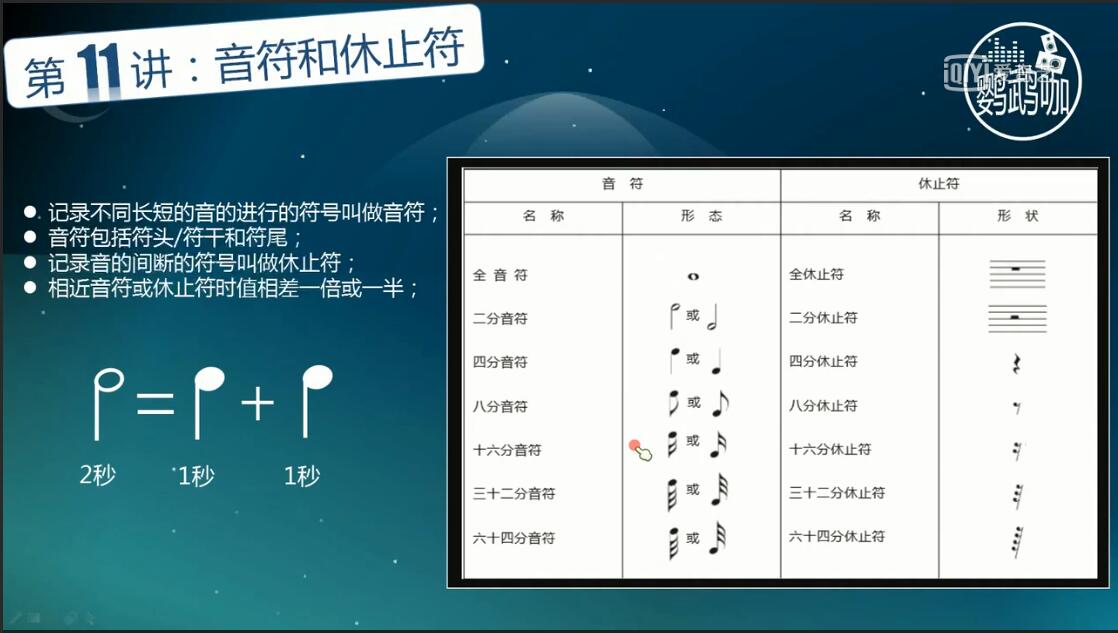 第11讲：音符和休止符
iQIYI爱奇艺
鹦鹉咖
记录不同长短的音的进行的符号叫做音符；
音符包括符头/符干和符尾；
记录音的间断的符号叫做休止符；
相近音符或休止符时值相差一倍或一半；
= +
2秒 1秒 1秒
音 符 休止符
名 称 形 态 名 称 形 状
全 音 符 全休止符
二分音符 或 二分休止符
四分音符 或 四分休止符
八分音符 或 八分休止符
十六分音符 或 十六分休止符
三十二分音符 或 三十二分休止符
六十四分音符 或 六十四分休止符